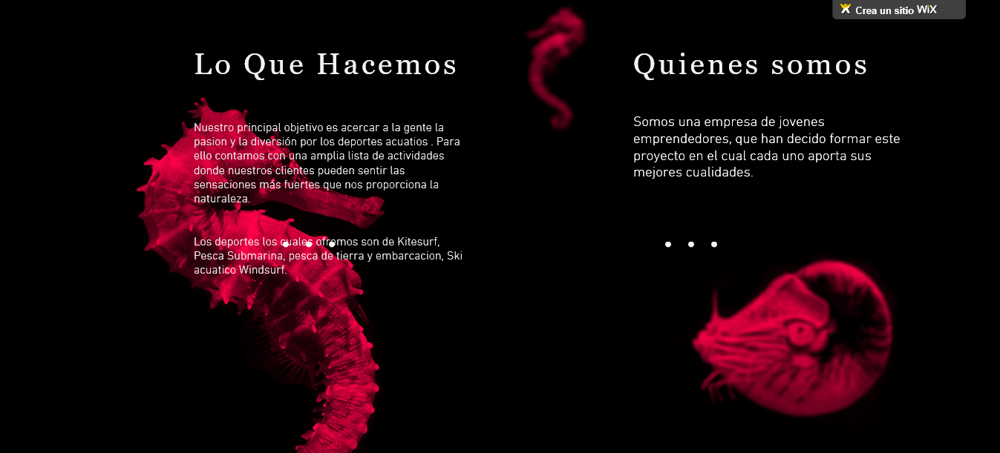 Crea un sitio WiX
Lo Que Hacemos
Nuestro principal objetivo es acercar a la gente la
pasion y la diversión por los deportes acuatios . Para
ello contamos con una amplia lista de actividades
donde nuestros clientes pueden sentir las
sensaciones más fuertes que nos proporciona la
naturaleza.
Los deportes los cuales ofremos son de Kitesurf,
Pesca Submarina, pesca de tierra y embarcacion, Ski
acuatico Windsurf.
Quienes somos
Somos una empresa de jovenes
emprendedores, que han decido formar este
proyecto en el cual cada uno aporta sus
mejores cualidades.